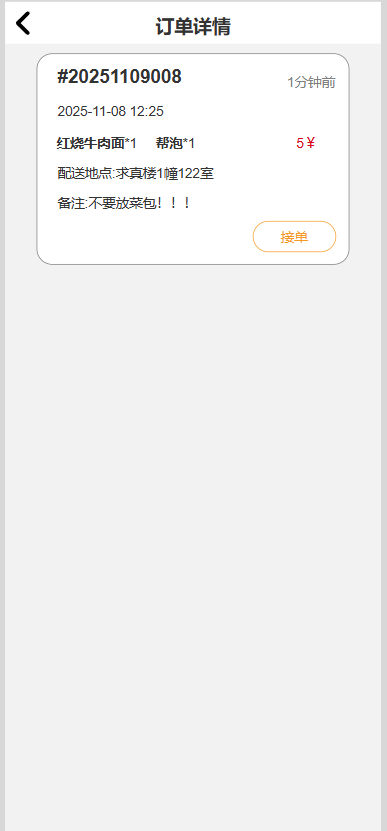 订单详情
#20251109008 1分钟前
2025-11-08 12:25
红烧牛肉面*1 帮泡*1 5￥
配送地点:求真楼1幢122室
备注:不要放菜包！！！
接单